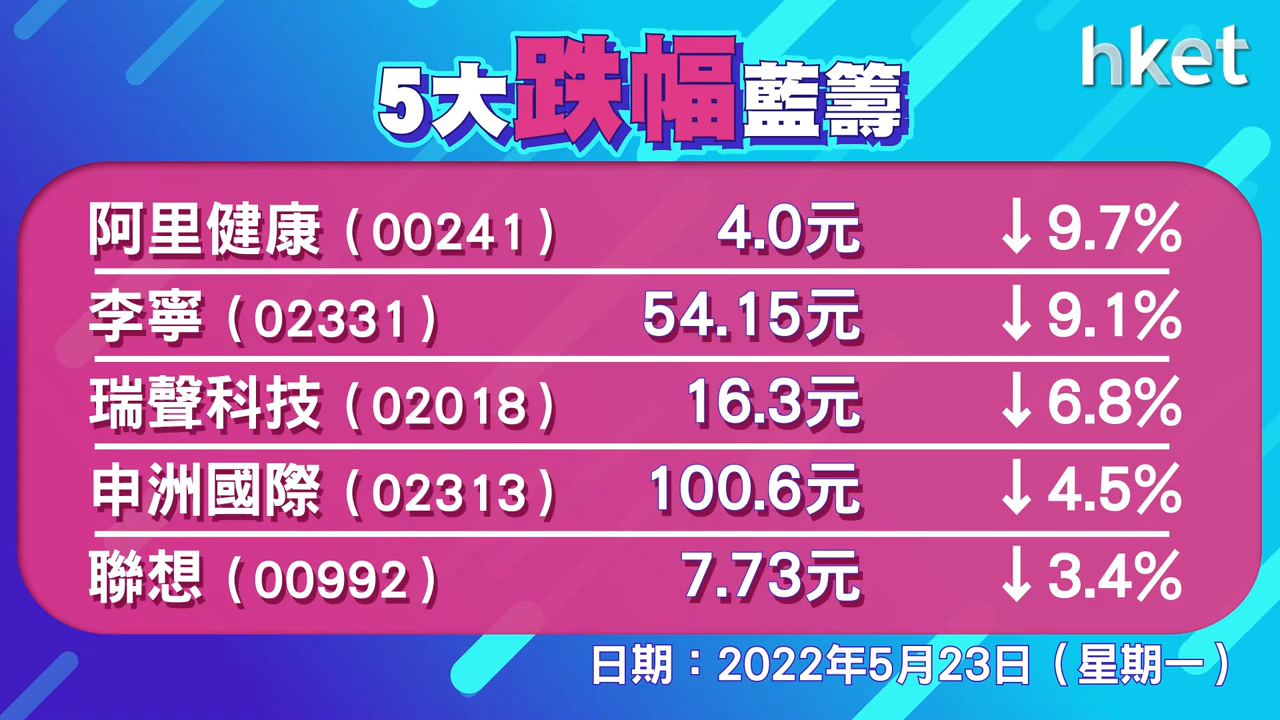 hket
5大跌幅藍籌
阿里健康（00241） 4.0元 ↓9.7%
李寧（02331） 54.15元 ↓9.1%
瑞聲科技（02018） 16.3元 ↓6.8%
申洲國際（02313） 100.6元 ↓4.5%
聯想（00992） 7.73元 ↓3.4%
日期：2022年5月23日（星期一）